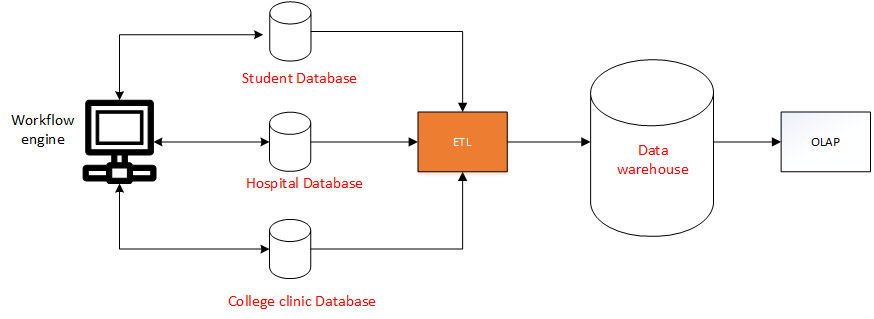 Student Database
Workflow
engine
ETL
Hospital Database
Data
warehouse
OLAP
College clinic Database